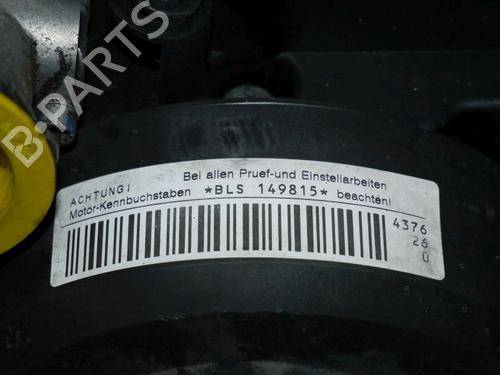 B-PARTS
ACHTUNG! Bei allen Pruef-und Einstellarbeiten
Motor-Kennbuchstaben *BLS 149815* beachten!
4376
26
0